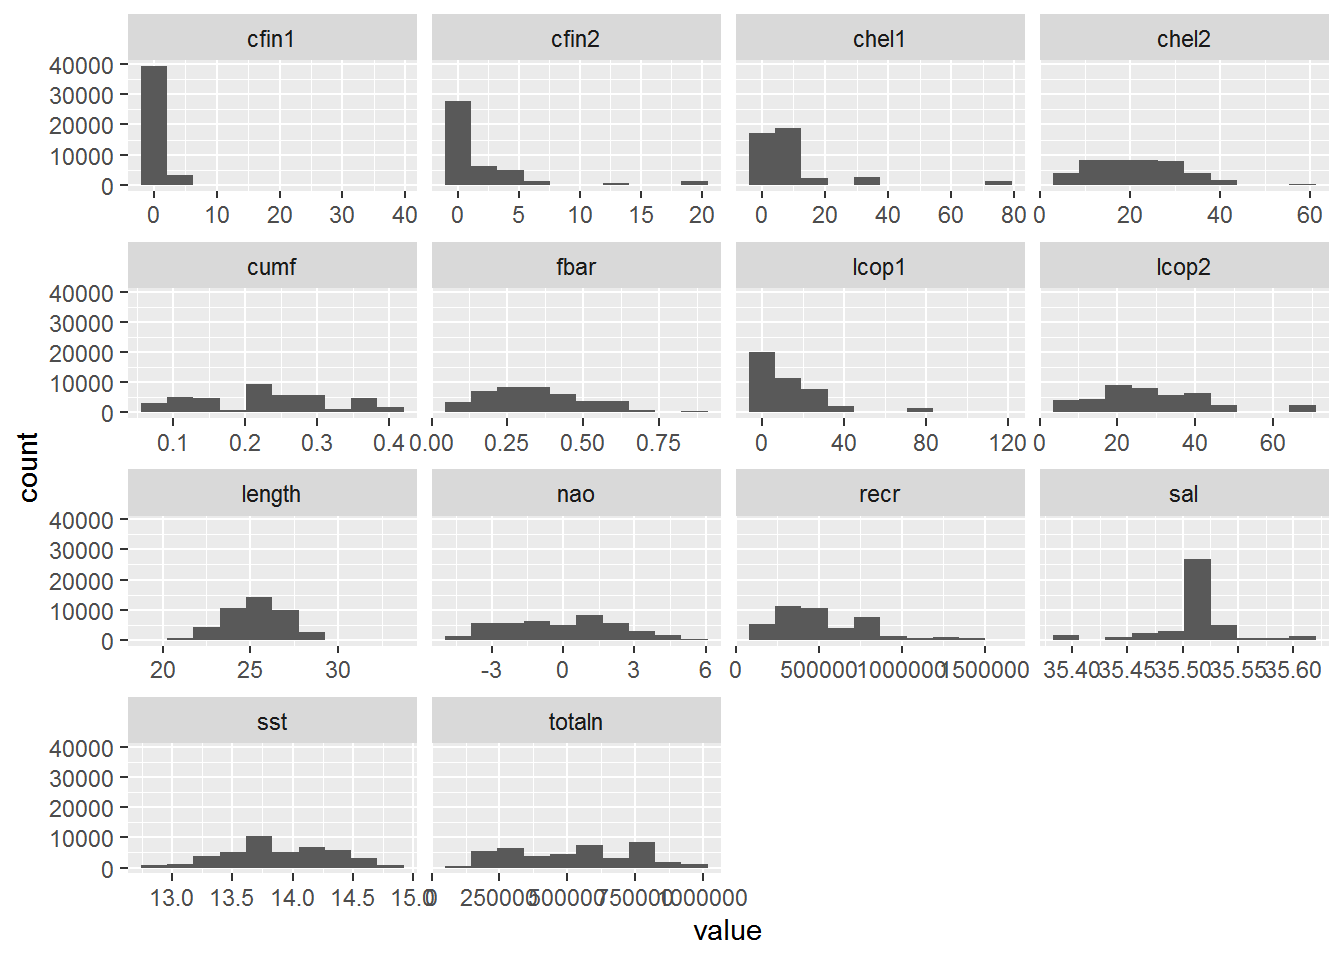 cfin1 cfin2 chel1 chel2
40000
30000
20000
10000
0
0 10 20 30 40 0 5 10 15 20 0 20 40 60 80 0 20 40 60
cumf fbar lcop1 lcop2
40000
30000
20000
10000
0
0.1 0.2 0.3 0.4 0.00 0.25 0.50 0.75 0 40 80 120 0 20 40 60
length nao recr sal
40000
30000
20000
10000
0
20 25 30 -3 0 3 6 0 500000 1000000 1500000 35.40 35.45 35.50 35.55 35.60
sst totaln
40000
30000
20000
10000
0
13.0 13.5 14.0 14.5 15.0 0 250000 500000 750000 1000000
value
count